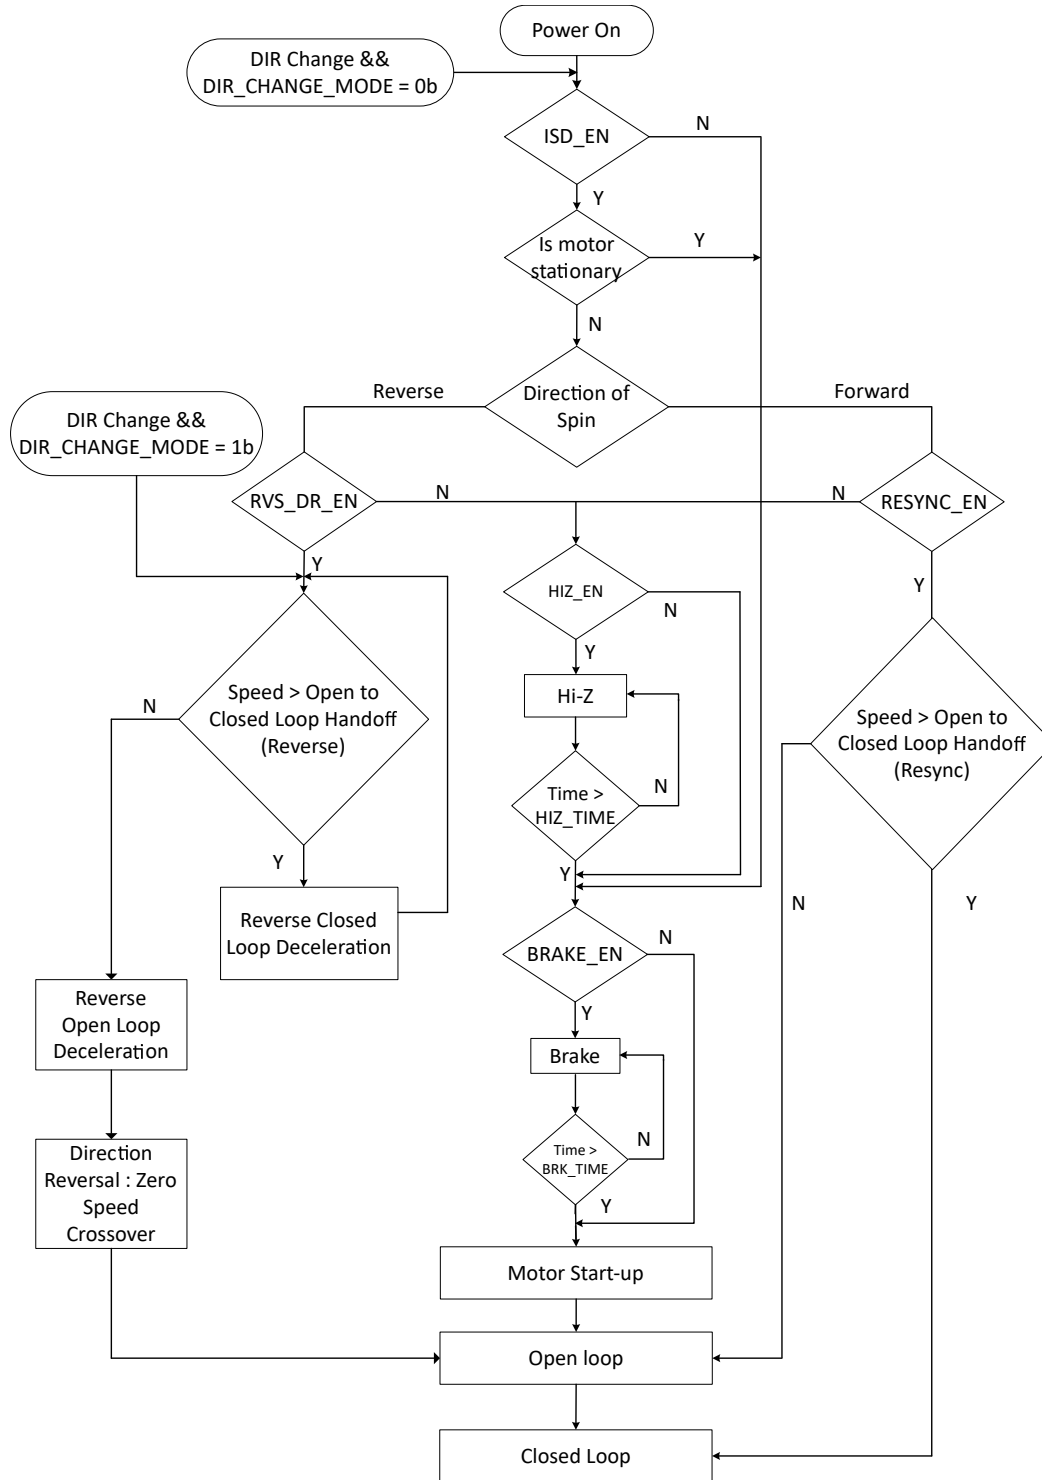 Power On
DIR Change &&
DIR_CHANGE_MODE = 0b
ISD_EN
N
Y
Is motor
stationary
Y
N
Reverse
Direction of
Spin
Forward
DIR Change &&
DIR_CHANGE_MODE = 1b
RVS_DR_EN
N
N
RESYNC_EN
Y
HIZ_EN
N
Y
Y
Speed > Open to
Closed Loop Handoff
(Reverse)
N
Hi-Z
Speed > Open to
Closed Loop Handoff
(Resync)
Time >
HIZ_TIME
N
Y
Y
Reverse Closed
Loop Deceleration
N
Y
BRAKE_EN
N
Y
Reverse
Open Loop
Deceleration
Brake
Time >
BRK_TIME
N
Y
Direction
Reversal : Zero
Speed
Crossover
Motor Start-up
Open loop
Closed Loop